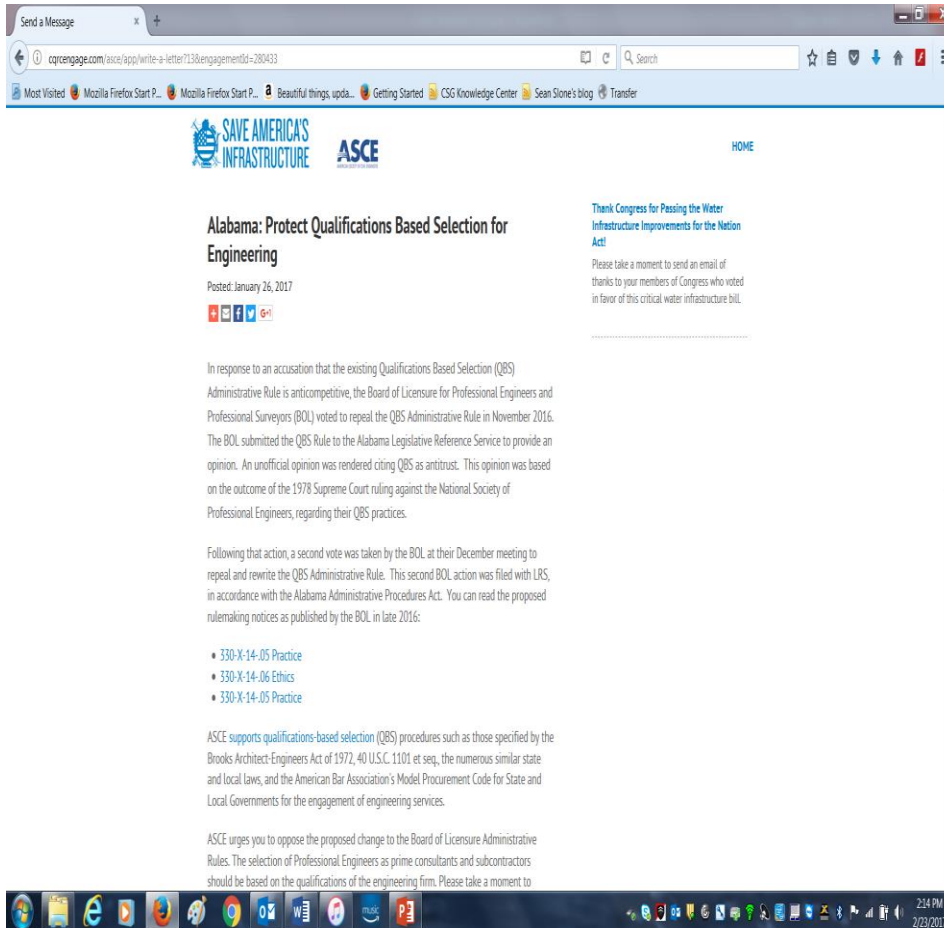 Send a Message
cqrcengage.com/asce/app/write-a-letter?13&engagementId=280433
Search
Most Visited
Mozilla Firefox Start P...
Mozilla Firefox Start P...
Beautiful things, upda...
Getting Started
CSG Knowledge Center
Sean Slone's blog
Transfer
SAVE AMERICA'S
INFRASTRUCTURE
ASCE
HOME
Alabama: Protect Qualifications Based Selection for
Engineering
Posted: January 26, 2017
G+1
In response to an accusation that the existing Qualifications Based Selection (QBS)
Administrative Rule is anticompetitive, the Board of Licensure for Professional Engineers and
Professional Surveyors (BOL) voted to repeal the QBS Administrative Rule in November 2016.
The BOL submitted the QBS Rule to the Alabama Legislative Reference Service to provide an
opinion. An unofficial opinion was rendered citing QBS as antitrust. This opinion was based
on the outcome of the 1978 Supreme Court ruling against the National Society of
Professional Engineers, regarding their QBS practices.
Following that action, a second vote was taken by the BOL at their December meeting to
repeal and rewrite the QBS Administrative Rule. This second BOL action was filed with LRS,
in accordance with the Alabama Administrative Procedures Act. You can read the proposed
rulemaking notices as published by the BOL in late 2016:
• 330-X-14-.05 Practice
• 330-X-14-.06 Ethics
• 330-X-14-.05 Practice
ASCE supports qualifications-based selection (QBS) procedures such as those specified by the
Brooks Architect-Engineers Act of 1972, 40 U.S.C. 1101 et seq., the numerous similar state
and local laws, and the American Bar Association's Model Procurement Code for State and
Local Governments for the engagement of engineering services.
ASCE urges you to oppose the proposed change to the Board of Licensure Administrative
Rules. The selection of Professional Engineers as prime consultants and subcontractors
should be based on the qualifications of the engineering firm. Please take a moment to
Thank Congress for Passing the Water
Infrastructure Improvements for the Nation
Act!
Please take a moment to send an email of
thanks to your members of Congress who voted
in favor of this critical water infrastructure bill.
music
2:14 PM
2/23/2017